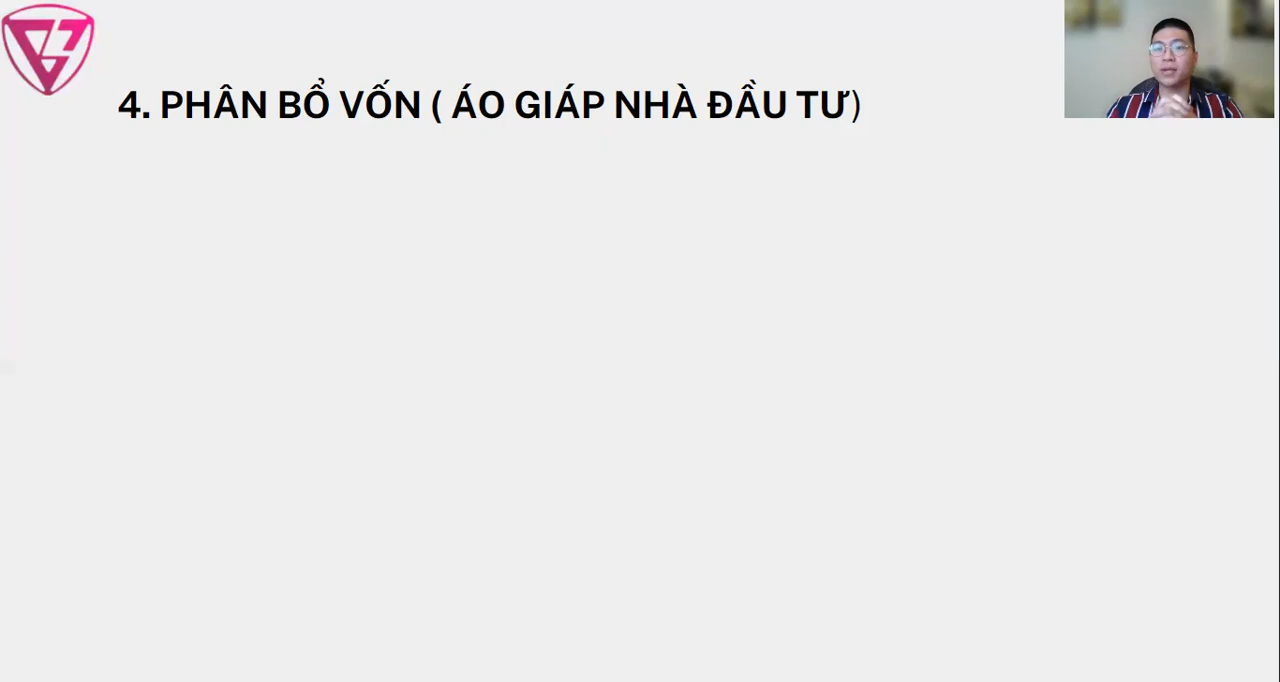 4. PHÂN BỔ VỐN ( ÁO GIÁP NHÀ ĐẦU TƯ)